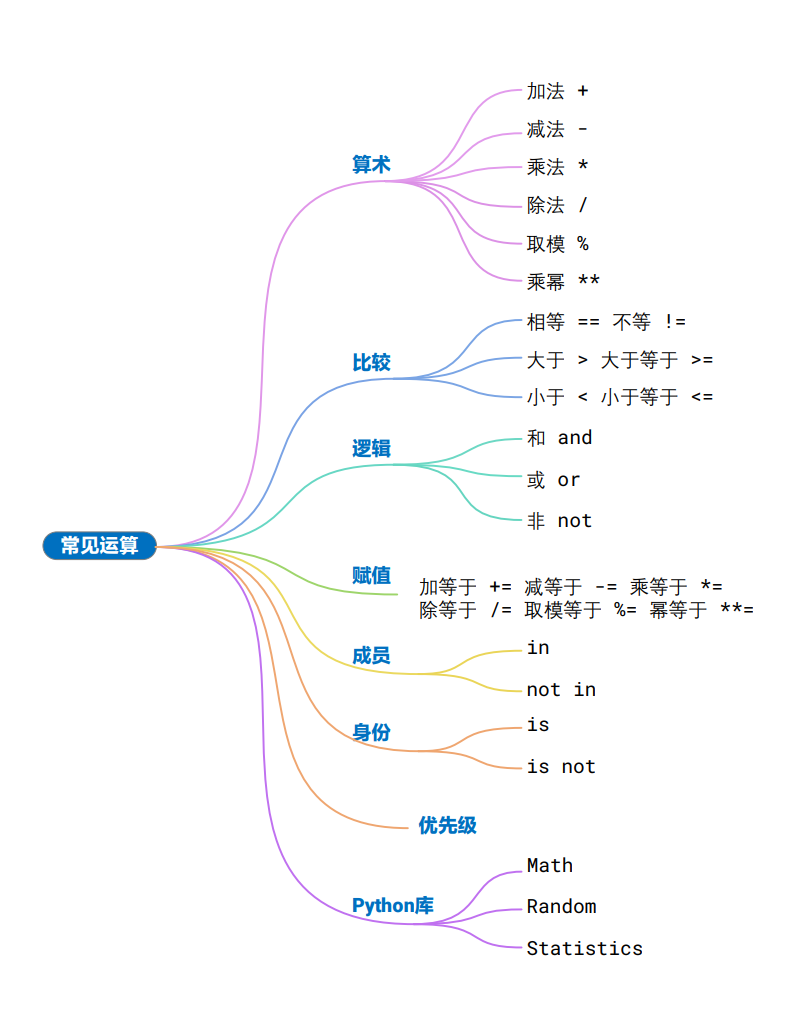 算术
加法 +
减法 -
乘法 *
除法 /
取模 %
乘幂 **
比较
相等 == 不等 !=
大于 > 大于等于 >=
小于 < 小于等于 <=
逻辑
和 and
或 or
非 not
常见运算
赋值
加等于 += 减等于 -= 乘等于 *=
除等于 /= 取模等于 %= 幂等于 **=
成员
in
not in
身份
is
is not
优先级
Python库
Math
Random
Statistics